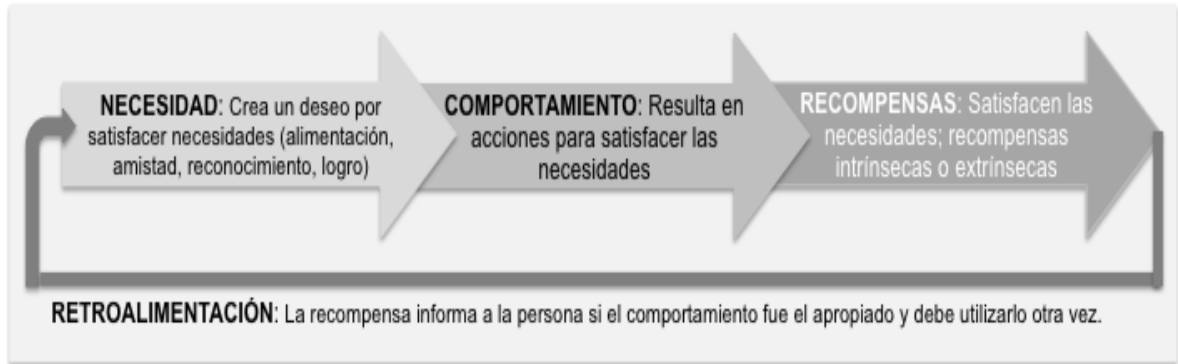 NECESIDAD: Crea un deseo por
satisfacer necesidades (alimentación,
amistad, reconocimiento, logro)
COMPORTAMIENTO: Resulta en
acciones para satisfacer las
necesidades
RECOMPENSAS: Satisfacen las
necesidades; recompensas
intrínsecas o extrínsecas
RETROALIMENTACIÓN: La recompensa informa a la persona si el comportamiento fue el apropiado y debe utilizarlo otra vez.